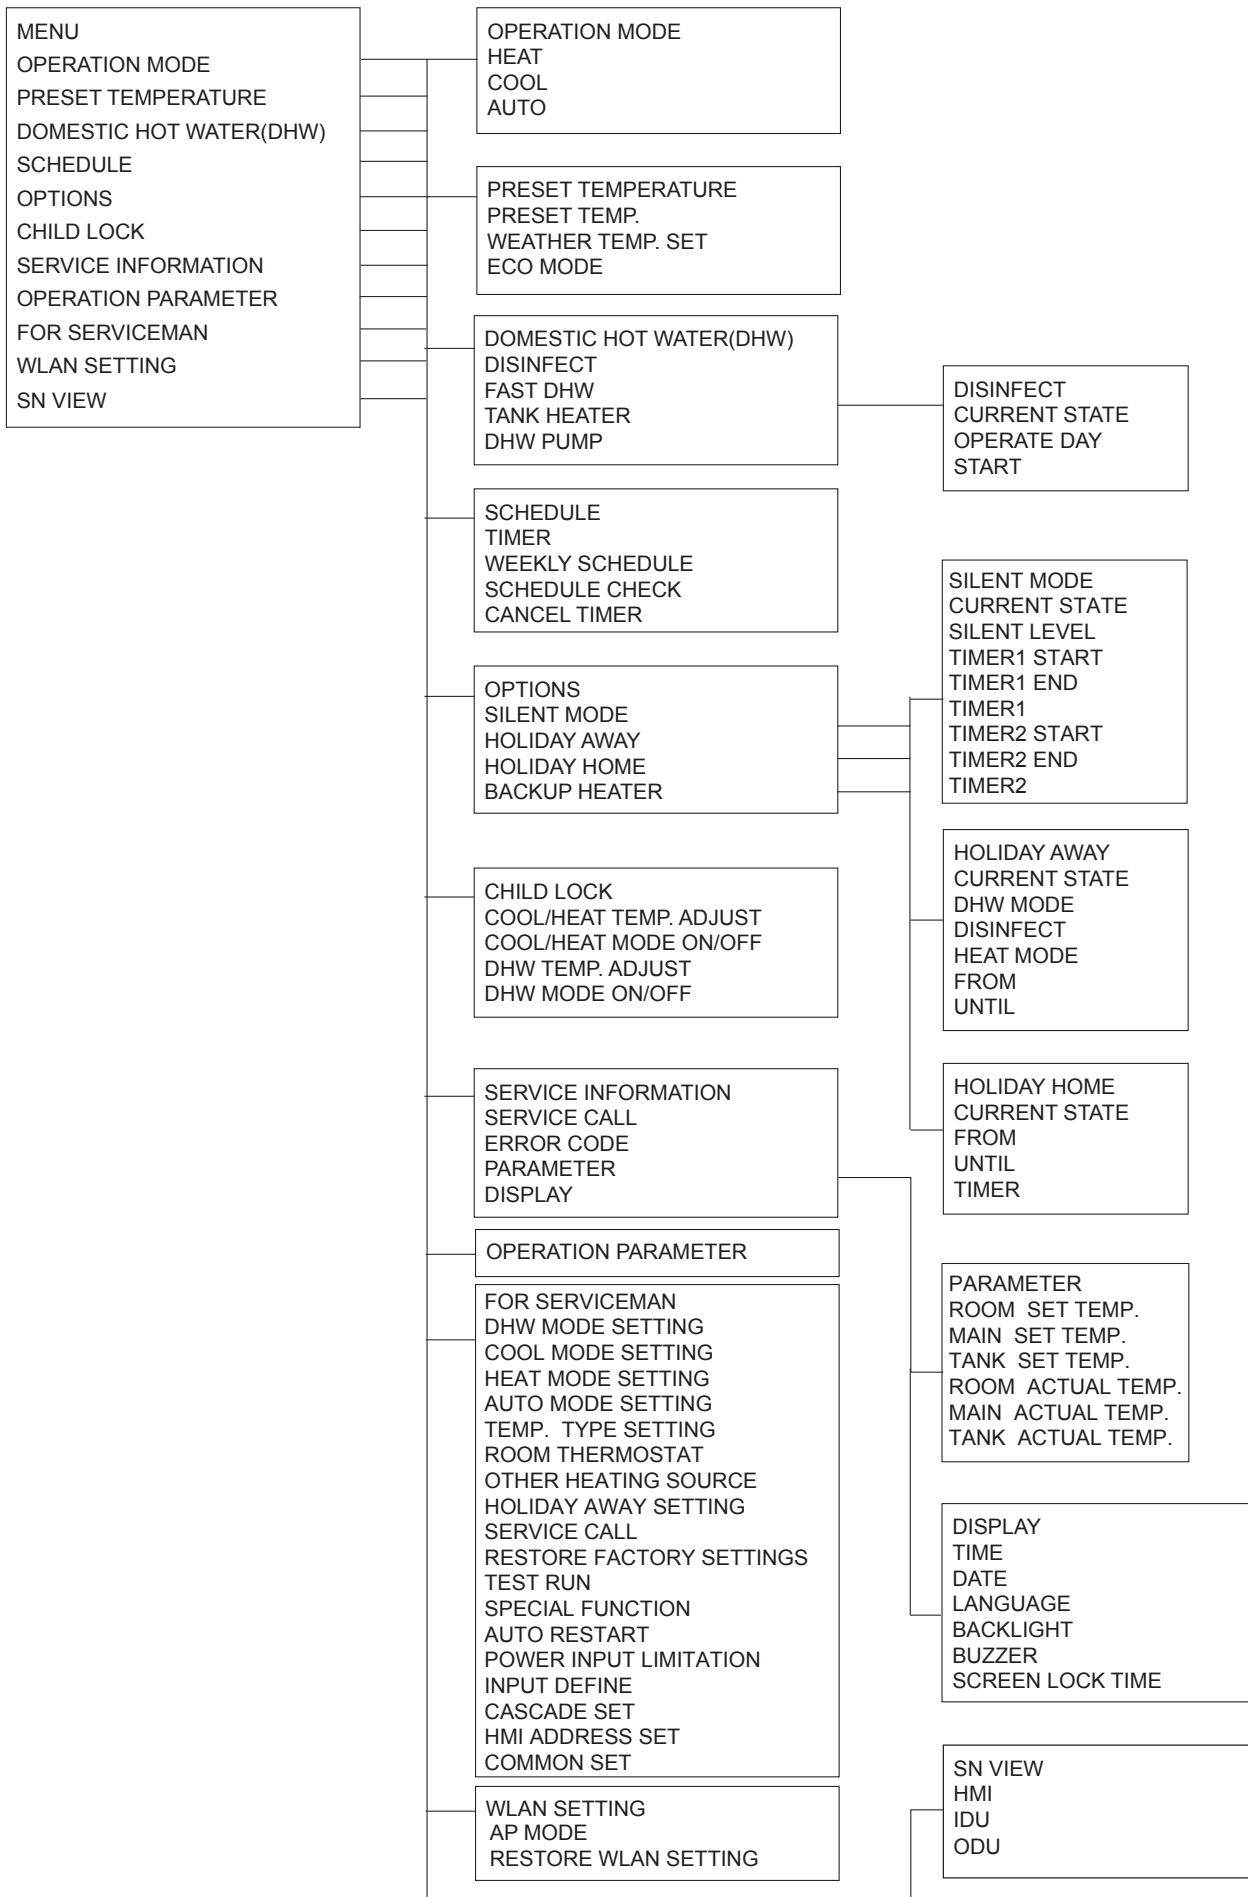 MENU
OPERATION MODE
PRESET TEMPERATURE
DOMESTIC HOT WATER(DHW)
SCHEDULE
OPTIONS
CHILD LOCK
SERVICE INFORMATION
OPERATION PARAMETER
FOR SERVICEMAN
WLAN SETTING
SN VIEW
OPERATION MODE
HEAT
COOL
AUTO
PRESET TEMPERATURE
PRESET TEMP.
WEATHER TEMP. SET
ECO MODE
DOMESTIC HOT WATER(DHW)
DISINFECT
FAST DHW
TANK HEATER
DHW PUMP
DISINFECT
CURRENT STATE
OPERATE DAY
START
SCHEDULE
TIMER
WEEKLY SCHEDULE
SCHEDULE CHECK
CANCEL TIMER
OPTIONS
SILENT MODE
HOLIDAY AWAY
HOLIDAY HOME
BACKUP HEATER
SILENT MODE
CURRENT STATE
SILENT LEVEL
TIMER1 START
TIMER1 END
TIMER1
TIMER2 START
TIMER2 END
TIMER2
HOLIDAY AWAY
CURRENT STATE
DHW MODE
DISINFECT
HEAT MODE
FROM
UNTIL
HOLIDAY HOME
CURRENT STATE
FROM
UNTIL
TIMER
CHILD LOCK
COOL/HEAT TEMP. ADJUST
COOL/HEAT MODE ON/OFF
DHW TEMP. ADJUST
DHW MODE ON/OFF
SERVICE INFORMATION
SERVICE CALL
ERROR CODE
PARAMETER
DISPLAY
PARAMETER
ROOM SET TEMP.
MAIN SET TEMP.
TANK SET TEMP.
ROOM ACTUAL TEMP.
MAIN ACTUAL TEMP.
TANK ACTUAL TEMP.
DISPLAY
TIME
DATE
LANGUAGE
BACKLIGHT
BUZZER
SCREEN LOCK TIME
OPERATION PARAMETER
FOR SERVICEMAN
DHW MODE SETTING
COOL MODE SETTING
HEAT MODE SETTING
AUTO MODE SETTING
TEMP. TYPE SETTING
ROOM THERMOSTAT
OTHER HEATING SOURCE
HOLIDAY AWAY SETTING
SERVICE CALL
RESTORE FACTORY SETTINGS
TEST RUN
SPECIAL FUNCTION
AUTO RESTART
POWER INPUT LIMITATION
INPUT DEFINE
CASCADE SET
HMI ADDRESS SET
COMMON SET
WLAN SETTING
AP MODE
RESTORE WLAN SETTING
SN VIEW
HMI
IDU
ODU